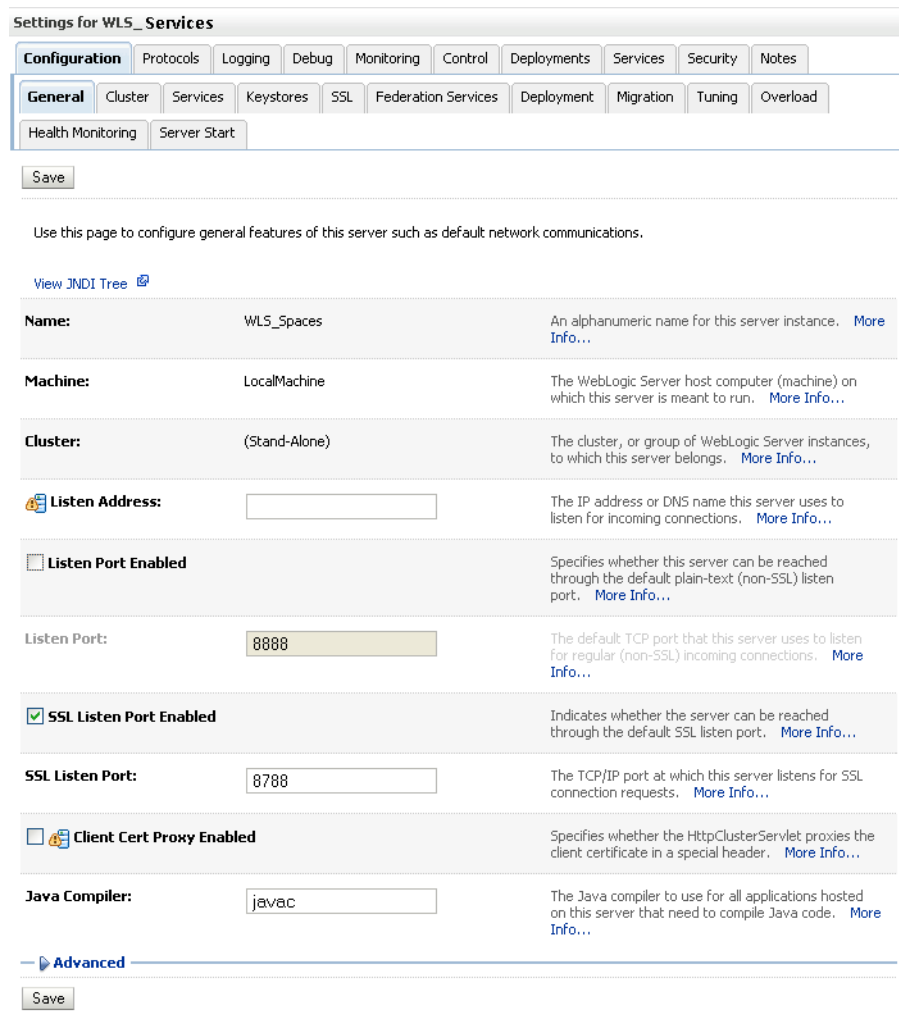 Settings for WLS_Services
Configuration Protocols Logging Debug Monitoring Control Deployments Services Security Notes
General Cluster Services Keystores SSL Federation Services Deployment Migration Tuning Overload
Health Monitoring Server Start
Save
Use this page to configure general features of this server such as default network communications.
View JNDI Tree
Name: WLS_Spaces An alphanumeric name for this server instance. More
Info...
Machine: LocalMachine The WebLogic Server host computer (machine) on
which this server is meant to run. More Info...
Cluster: (Stand-Alone) The cluster, or group of WebLogic Server instances,
to which this server belongs. More Info...
Listen Address: The IP address or DNS name this server uses to
listen for incoming connections. More Info...
Listen Port Enabled Specifies whether this server can be reached
through the default plain-text (non-SSL) listen
port. More Info...
Listen Port: 8888 The default TCP port that this server uses to listen
for regular (non-SSL) incoming connections. More
Info...
SSL Listen Port Enabled Indicates whether the server can be reached
through the default SSL listen port. More Info...
SSL Listen Port: 8788 The TCP/IP port at which this server listens for SSL
connection requests. More Info...
Client Cert Proxy Enabled Specifies whether the HttpClusterServlet proxies the
client certificate in a special header. More Info...
Java Compiler: javac The Java compiler to use for all applications hosted
on this server that need to compile Java code. More
Info...
Advanced
Save